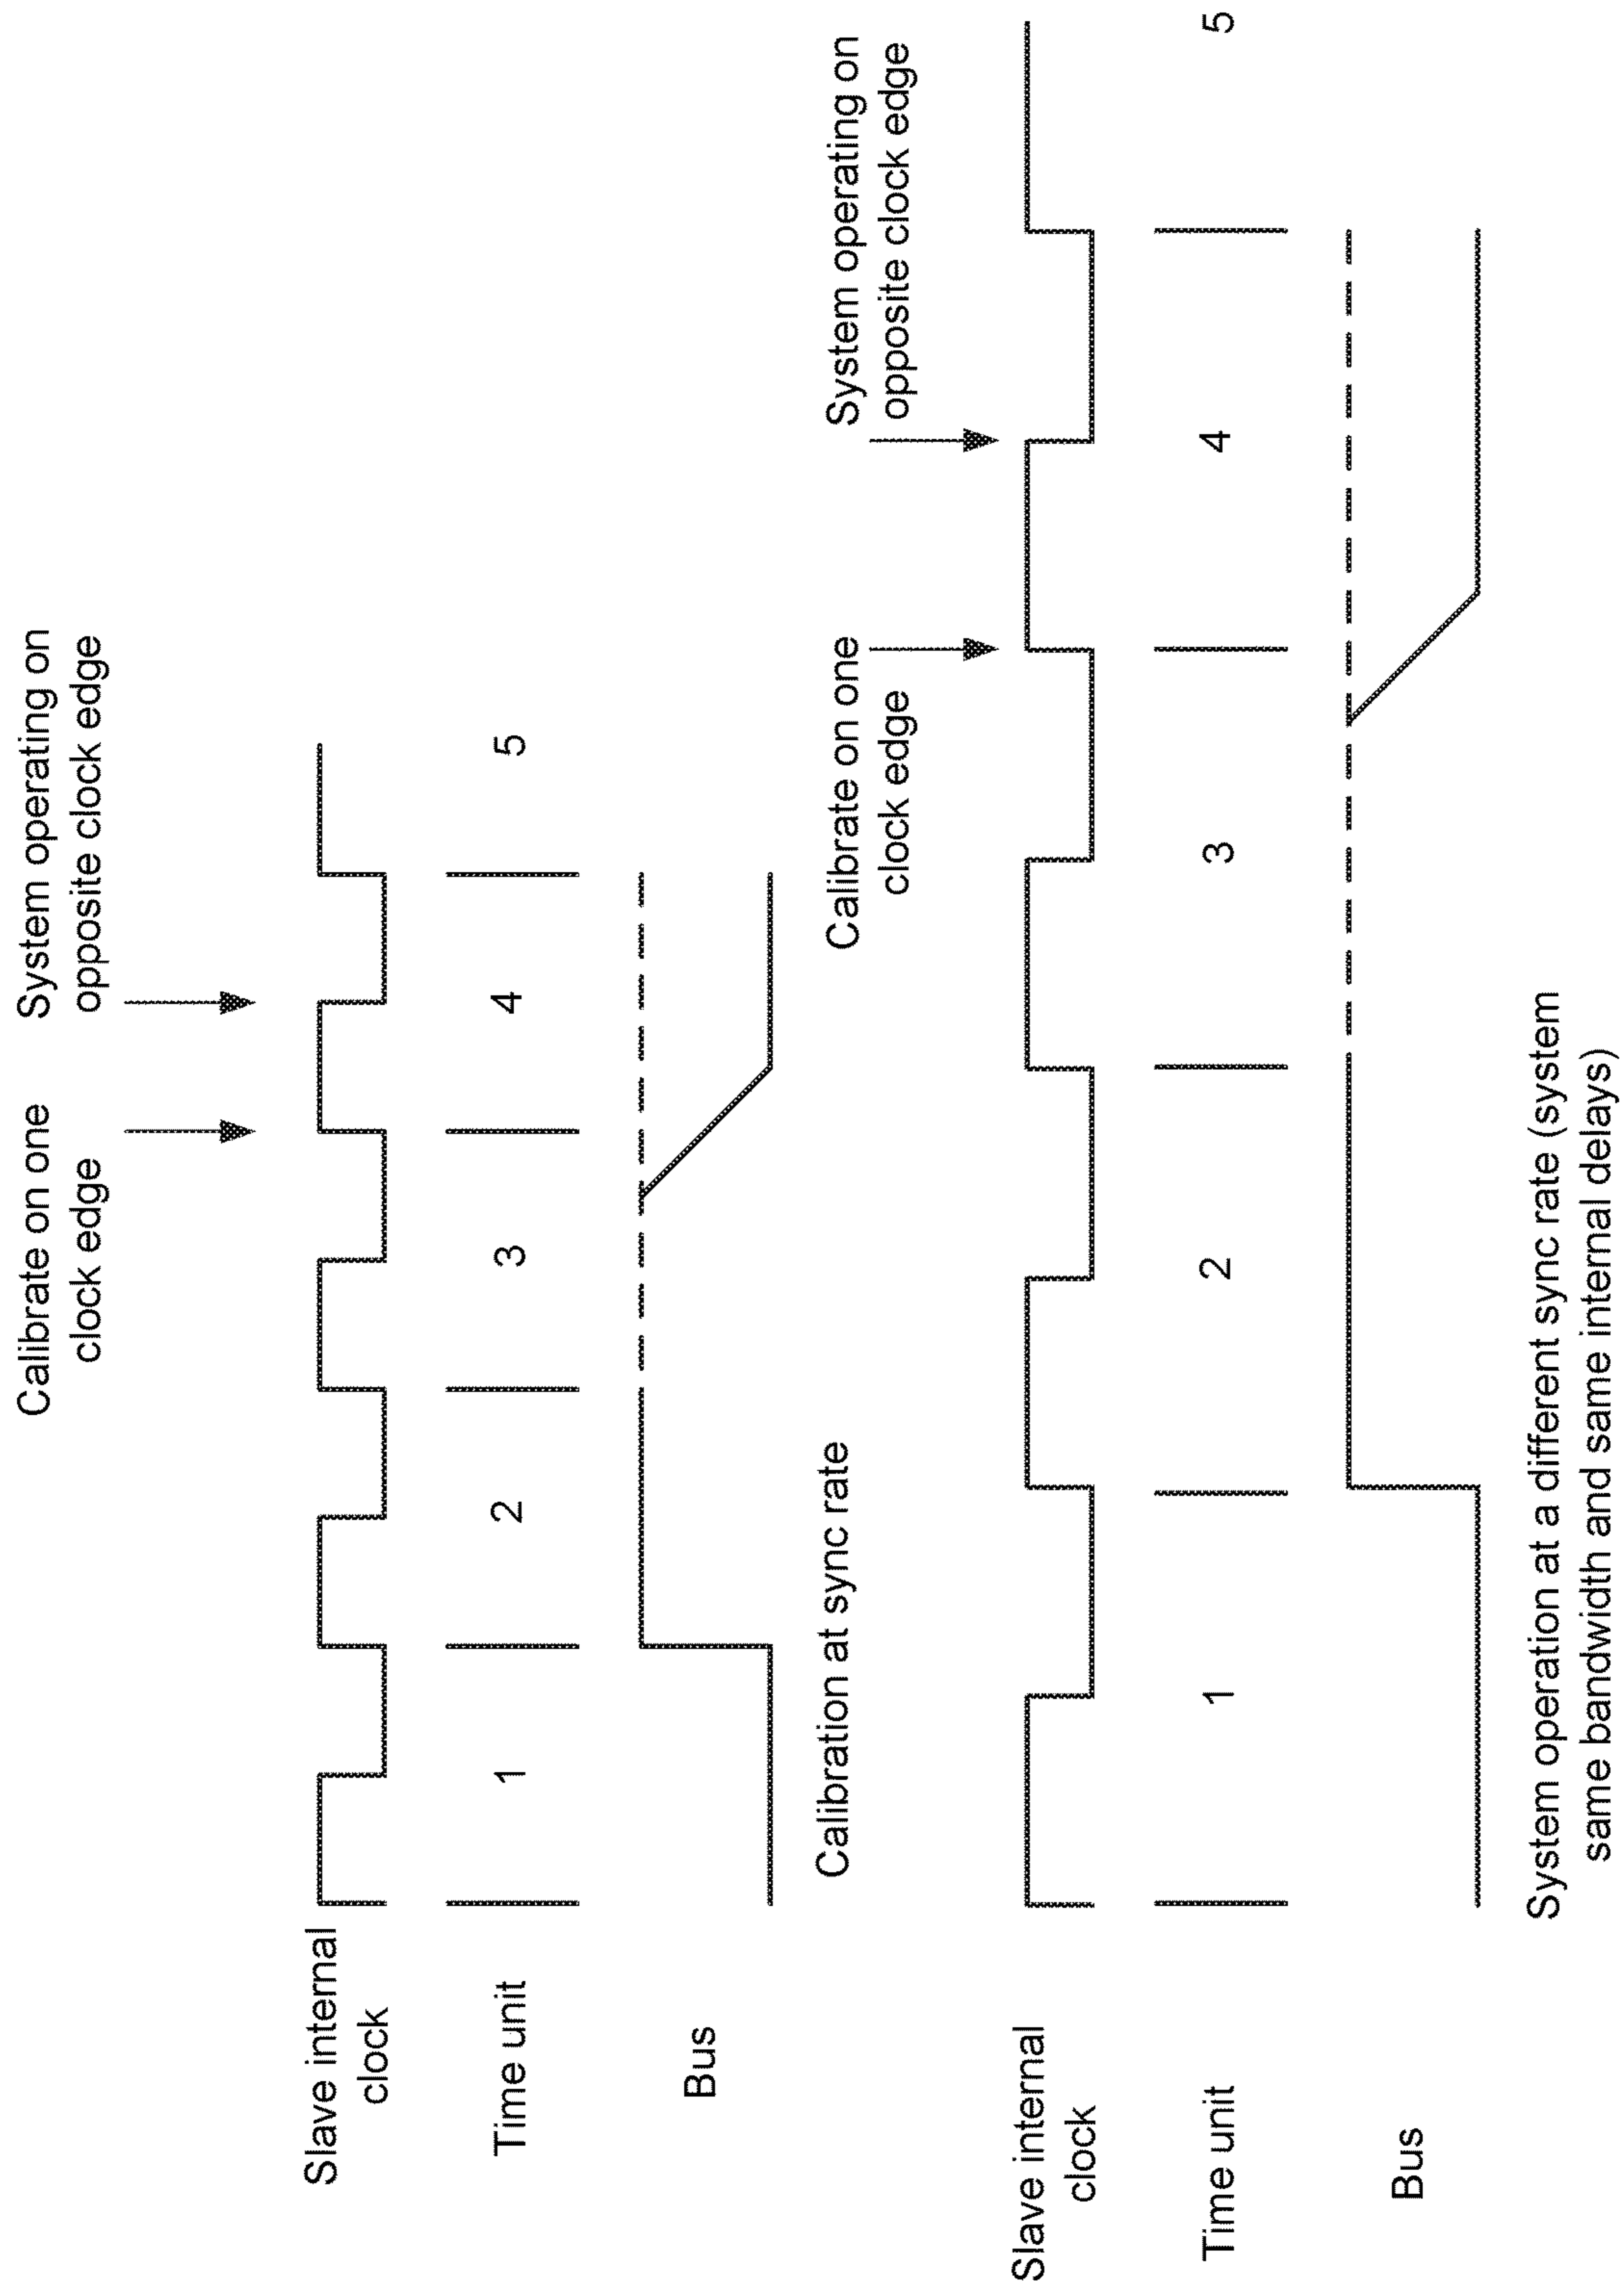 Calibrate on one
clock edge
System operating on
opposite clock edge
Slave internal
clock
Time unit
1
2
3
4
5
Bus
Calibration at sync rate
Calibrate on one
clock edge
System operating on
opposite clock edge
Slave internal
clock
Time unit
1
2
3
4
5
Bus
System operation at a different sync rate (system
same bandwidth and same internal delays)